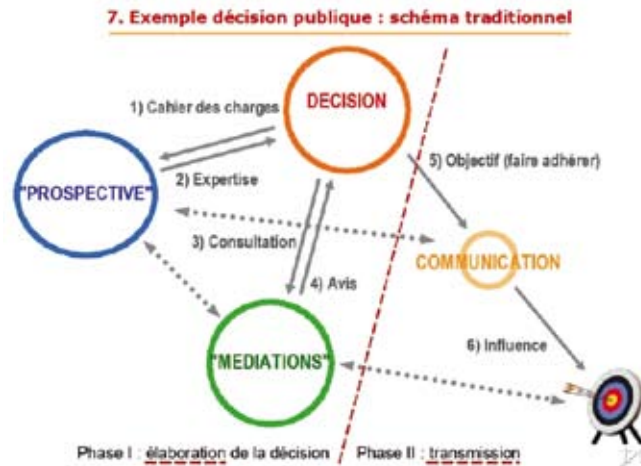 7. Exemple décision publique : schéma traditionnel
DECISION
1) Cahier des charges
"PROSPECTIVE"
2) Expertise
5) Objectif (faire adhérer)
3) Consultation
COMMUNICATION
4) Avis
6) Influence
"MEDIATIONS"
Phase I : élaboration de la décision
Phase II : transmission